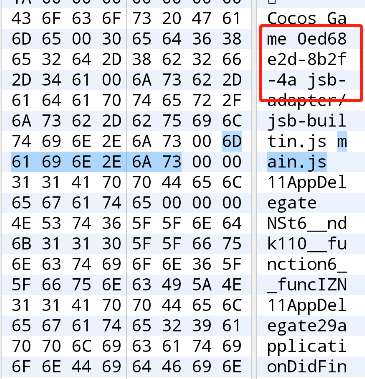 43 6F 63 6F 73 20 47 61 Cocos Ga
6D 65 00 30 65 64 36 38 me 0ed68
65 32 64 2D 38 62 32 66 e2d-8b2f
2D 34 61 00 6A 73 62 2D -4a jsb-
61 64 61 70 74 65 72 2F adapter/
6A 73 62 2D 62 75 69 6C jsb-buil
74 69 6E 2E 6A 73 00 6D tin.js m
61 69 6E 2E 6A 73 00 00 ain.js
31 31 41 70 70 44 65 6C 11AppDel
65 67 61 74 65 00 00 00 egate
4E 53 74 36 5F 5F 6E 64 NSt6__nd
6B 31 31 30 5F 5F 66 75 k110__fu
6E 63 74 69 6F 6E 36 5F nction6_
5F 66 75 6E 63 49 5A 4E _funcIZN
31 31 41 70 70 44 65 6C 11AppDel
65 67 61 74 65 32 39 61 egate29a
70 70 6C 69 63 61 74 69 pplicati
6F 6E 44 69 64 46 69 6E onDidFin